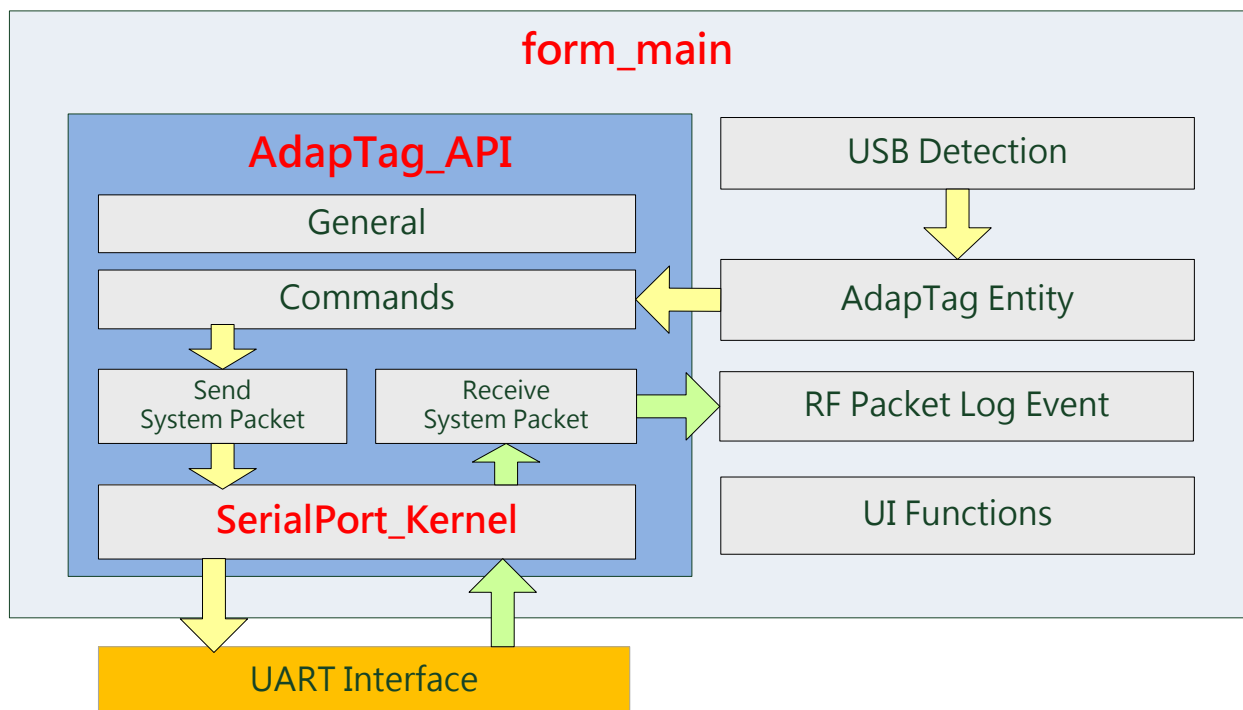 form_main
AdapTag_API
General
Commands
Send
System Packet
Receive
System Packet
SerialPort_Kernel
USB Detection
AdapTag Entity
RF Packet Log Event
UI Functions
UART Interface